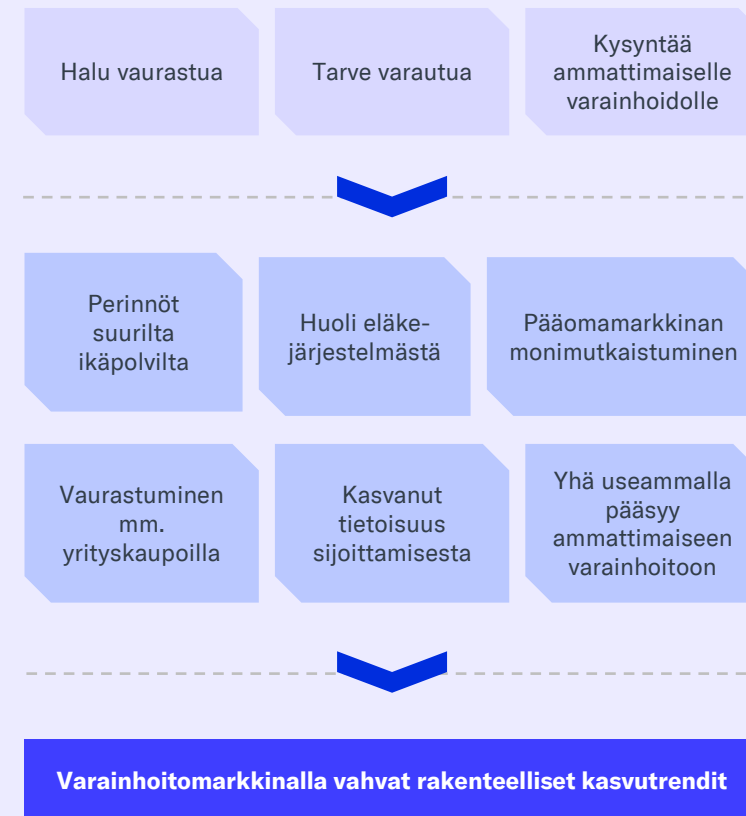 Halu vaurastua
Tarve varautua
Kysyntää
ammattimaiselle
varainhoidolle
Perinnöt
suurilta
ikäpolvilta
Huoli eläke-
järjestelmästä
Pääomamarkkinan
monimutkaistuminen
Vaurastuminen
mm.
yrityskaupoilla
Kasvanut
tietoisuus
sijoittamisesta
Yhä useammalla
pääsyy
ammattimaiseen
varainhoitoon
Varainhoitomarkkinalla vahvat rakenteelliset kasvutrendit